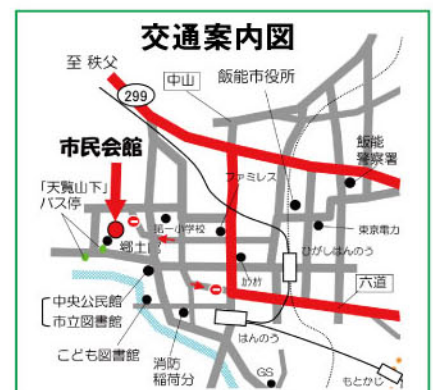 交通案内図
至 秩父
299
中山
飯能市役所
市民会館
飯能
警察署
ファミレス
「天覧山下」
バス停
第一小学校
東京電力
郷土館
ひがしはんのう
中央公民館
市立図書館
カラオケ
六道
こども図書館
はんのう
消防
稲荷分
GS
もとかじ